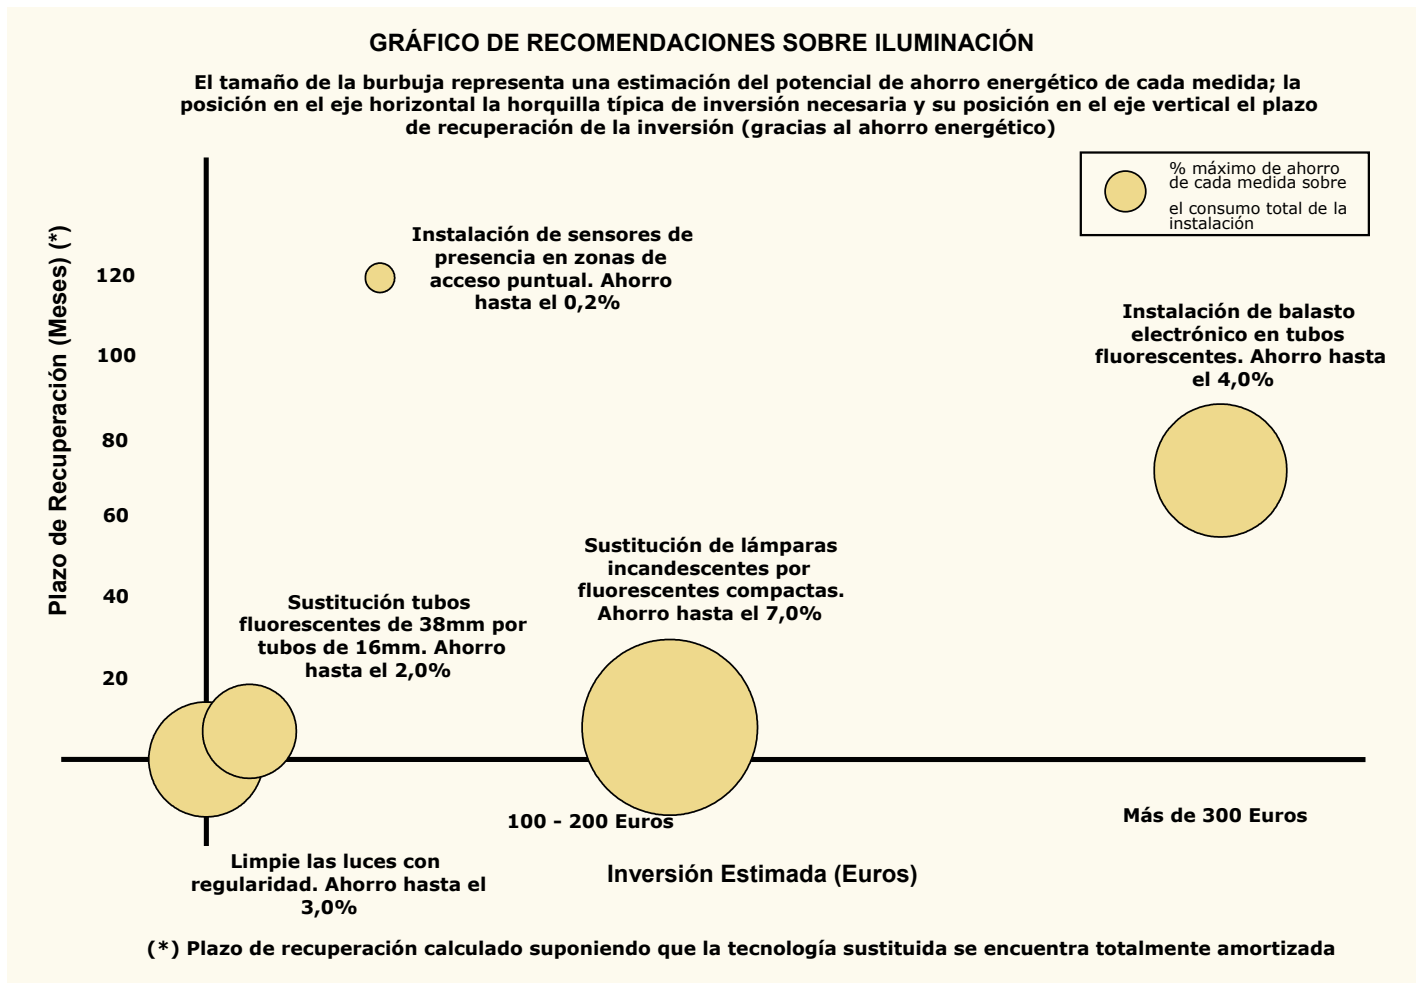 GRÁFICO DE RECOMENDACIONES SOBRE ILUMINACIÓN
El tamaño de la burbuja representa una estimación del potencial de ahorro energético de cada medida; la
posición en el eje horizontal la horquilla típica de inversión necesaria y su posición en el eje vertical el plazo
de recuperación de la inversión (gracias al ahorro energético)
% máximo de ahorro
de cada medida sobre
el consumo total de la
instalación
Plazo de Recuperación (Meses) (*)
120
100
80
60
40
20
Instalación de sensores de
presencia en zonas de
acceso puntual. Ahorro
hasta el 0,2%
Instalación de balasto
electrónico en tubos
fluorescentes. Ahorro hasta
el 4,0%
Sustitución de lámparas
incandescentes por
fluorescentes compactas.
Ahorro hasta el 7,0%
Sustitución tubos
fluorescentes de 38mm por
tubos de 16mm. Ahorro
hasta el 2,0%
100 - 200 Euros
Más de 300 Euros
Limpie las luces con
regularidad. Ahorro hasta el
3,0%
Inversión Estimada (Euros)
(*) Plazo de recuperación calculado suponiendo que la tecnología sustituida se encuentra totalmente amortizada